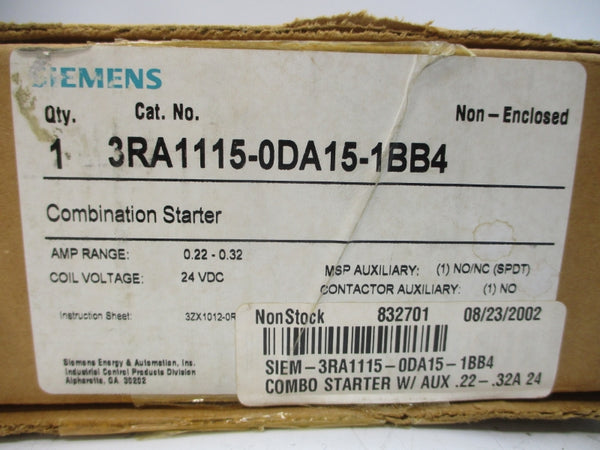 SIEMENS
Qty. Cat. No. Non-Enclosed
1 3RA1115-0DA15-1BB4
Combination Starter
AMP RANGE: 0.22 - 0.32
COIL VOLTAGE: 24 VDC
MSP AUXILIARY: (1) NO/NC (SPDT)
CONTACTOR AUXILIARY: (1) NO
Instruction Sheet: 3ZX1012-0R
Siemens Energy & Automation, Inc.
Industrial Control Products Division
Alpharetta, GA 30202
NonStock 832701 08/23/2002
SIEM-3RA1115-0DA15-1BB4
COMBO STARTER W/ AUX .22-.32A 24